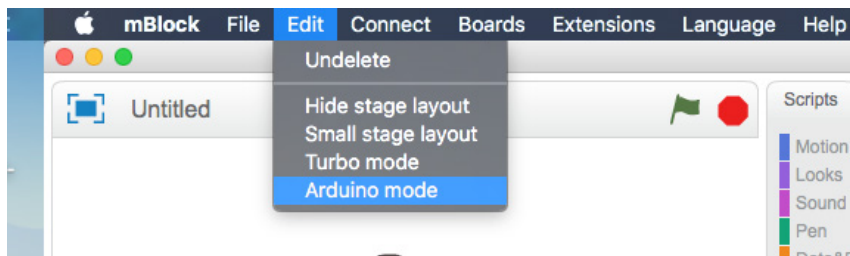 mBlock File Edit Connect Boards Extensions Language Help
Undelete
Hide stage layout
Small stage layout
Turbo mode
Arduino mode
Untitled
Scripts
Motion
Looks
Sound
Pen